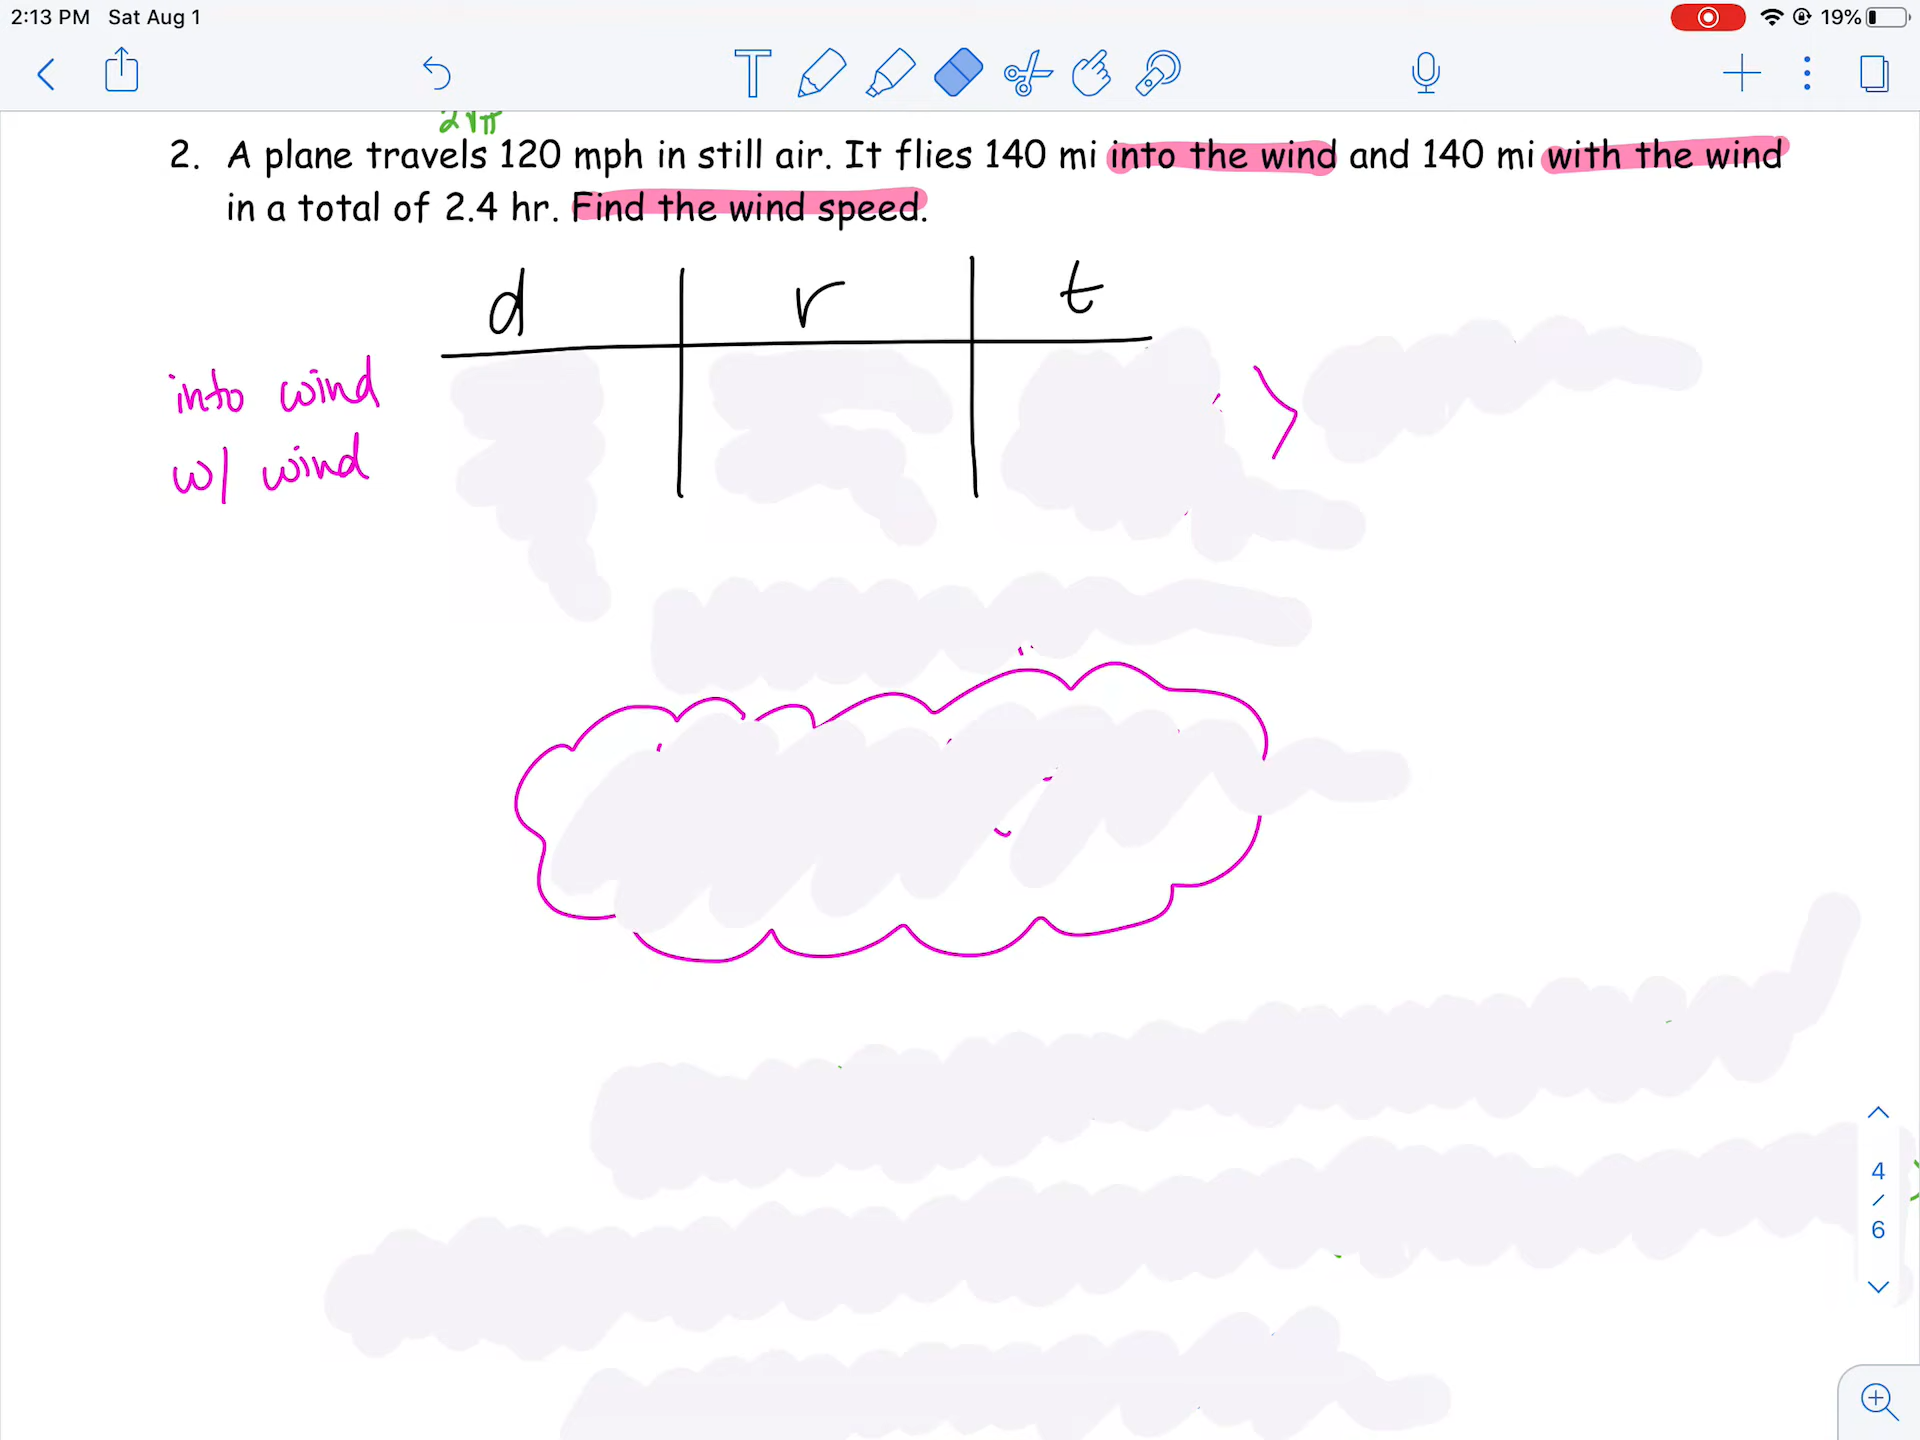 2:13 PM Sat Aug 1
19%
T
2√π
2. A plane travels 120 mph in still air. It flies 140 mi into the wind and 140 mi with the wind
in a total of 2.4 hr. Find the wind speed.
d r t
into wind
w/ wind
4
/
6